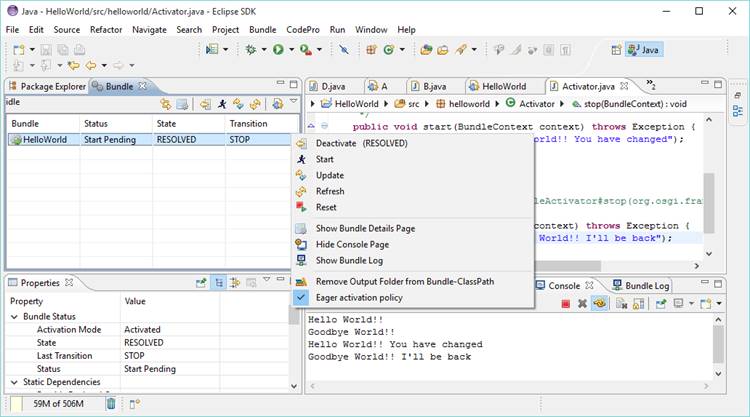 Java - HelloWorld/src/helloworld/Activator.java - Eclipse SDK
File Edit Source Refactor Navigate Search Project Bundle CodePro Run Window Help
Java
Package Explorer Bundle
D.java A B.java HelloWorld Activator.java »2
idle
HelloWorld src helloworld Activator stop(BundleContext) : void
Bundle Status State Transition
HelloWorld Start Pending RESOLVED STOP
*/
public void start(BundleContext context) throws Exception {
World!! You have changed");
Deactivate (RESOLVED)
Start
Update
Refresh
Reset
Show Bundle Details Page
Hide Console Page
Show Bundle Log
Remove Output Folder from Bundle-ClassPath
Eager activation policy
leActivator#stop(org.osgi.fra
context) throws Exception {
World!! I'll be back");
Properties
Property Value
Bundle Status
Activation Mode Activated
State RESOLVED
Last Transition STOP
Status Start Pending
Static Dependencies
Console Bundle Log
Hello World!!
Goodbye World!!
Hello World!! You have changed
Goodbye World!! I'll be back
59M of 506M